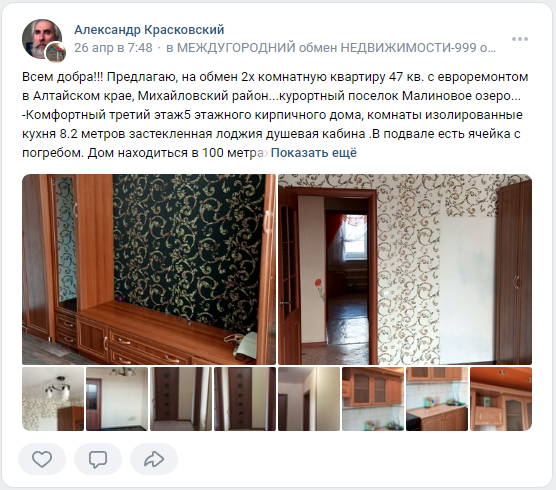 Александр Красковский
26 апр в 7:48 · в МЕЖДУГОРОДНИЙ обмен НЕДВИЖИМОСТИ-999 о...
Всем добра!!! Предлагаю, на обмен 2х комнатную квартиру 47 кв. с евроремонтом
в Алтайском крае, Михайловский район...курортный поселок Малиновое озеро...
-Комфортный третий этаж5 этажного кирпичного дома, комнаты изолированные
кухня 8.2 метров застекленная лоджия душевая кабина .В подвале есть ячейка с
погребом. Дом находиться в 100 метра Показать ещё